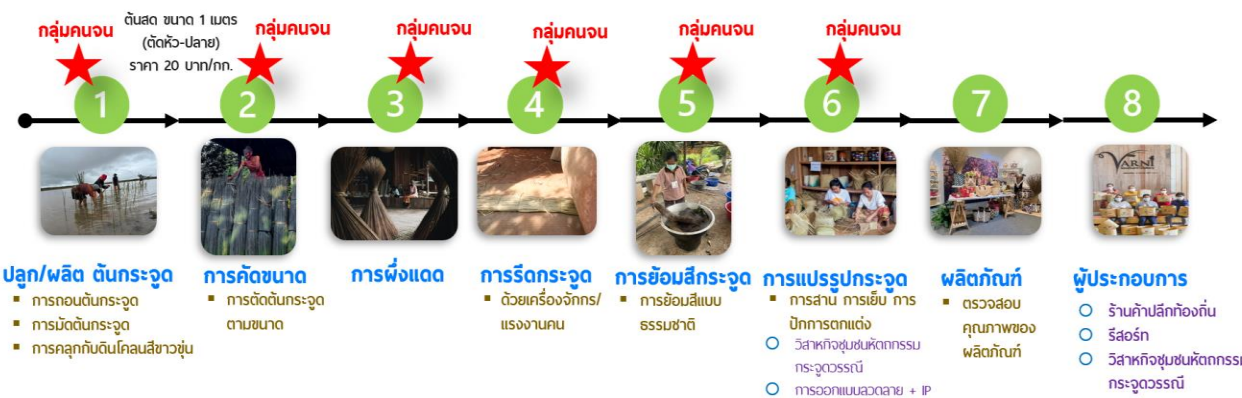 กลุ่มคนจน
ต้นสด ขนาด 1 เมตร
(ตัดหัว-ปลาย)
ราคา 20 บาท/กก.
กลุ่มคนจน
กลุ่มคนจน
กลุ่มคนจน
กลุ่มคนจน
กลุ่มคนจน
1
2
3
4
5
6
7
8
VARNI
ปลูก/ผลิต ต้นกระจูด
▪ การถอนต้นกระจูด
▪ การมัดต้นกระจูด
▪ การคลุกกับดินโคลนสีขาวขุ่น
การคัดขนาด
▪ การตัดต้นกระจูด
ตามขนาด
การผึ่งแดด
การรีดกระจูด
▪ ด้วยเครื่องจักร/
แรงงานคน
การย้อมสีกระจูด
▪ การย้อมสีแบบ
ธรรมชาติ
การแปรรูปกระจูด
▪ การสาน การเย็บ การ
ปักการตกแต่ง
○ วิสาหกิจชุมชนหัตถกรรม
กระจูดวรรณี
○ การออกแบบลวดลาย + IP
ผลิตภัณฑ์
▪ ตรวจสอบ
คุณภาพของ
ผลิตภัณฑ์
ผู้ประกอบการ
○ ร้านค้าปลีกท้องถิ่น
○ รีสอร์ท
○ วิสาหกิจชุมชนหัตถกรรม
กระจูดวรรณี